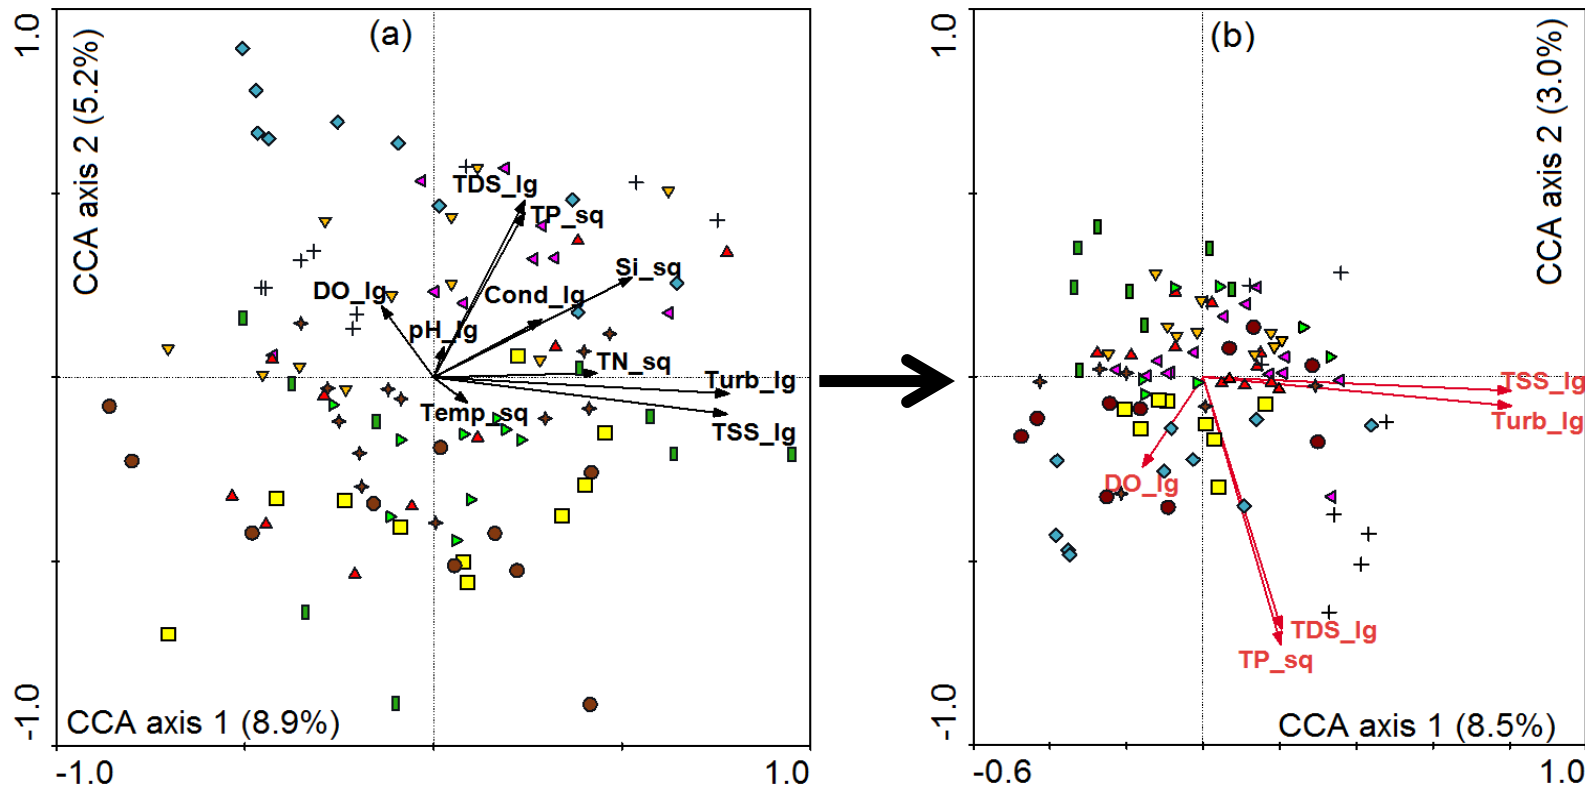 (a)
1.0
CCA axis 2 (5.2%)
TDS_lg
TP_sq
Si_sq
DO_lg
Cond_lg
pH_lg
TN_sq
Turb_lg
Temp_sq
TSS_lg
-1.0
CCA axis 1 (8.9%)
-1.0
1.0
(b)
1.0
CCA axis 2 (3.0%)
TSS_lg
Turb_lg
DO_lg
TDS_lg
TP_sq
-1.0
CCA axis 1 (8.5%)
-0.6
1.0